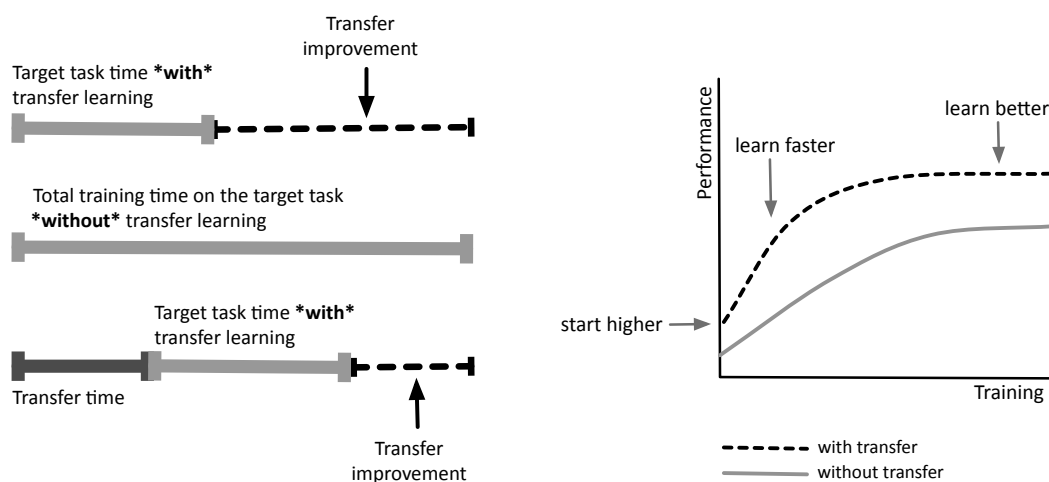 Transfer
improvement
Target task time *with*
transfer learning
Total training time on the target task
*without* transfer learning
Target task time *with*
transfer learning
Transfer time
Transfer
improvement
Performance
learn better
learn faster
start higher
Training
with transfer
without transfer